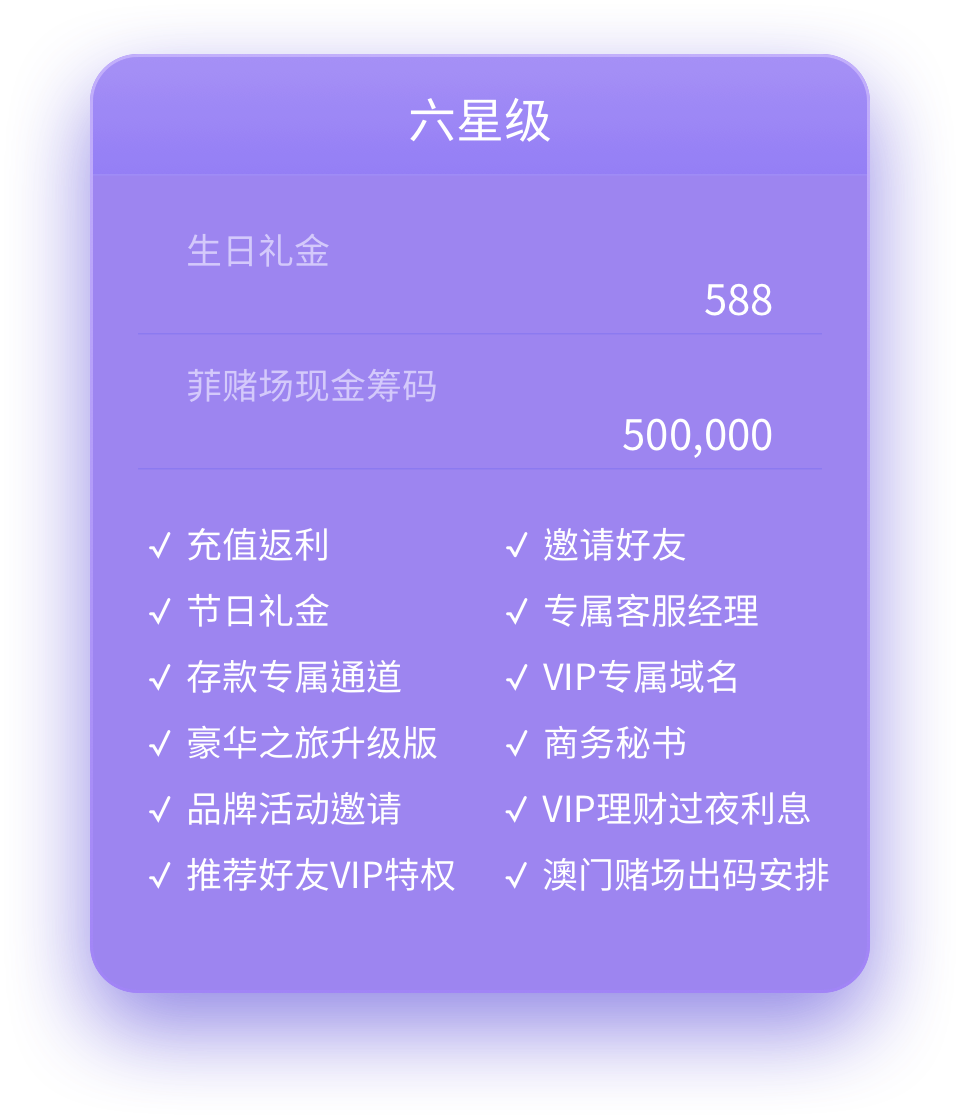 六星级
生日礼金
588
菲赌场现金筹码
500,000
✓ 充值返利 ✓ 邀请好友
✓ 节日礼金 ✓ 专属客服经理
✓ 存款专属通道 ✓ VIP专属域名
✓ 豪华之旅升级版 ✓ 商务秘书
✓ 品牌活动邀请 ✓ VIP理财过夜利息
✓ 推荐好友VIP特权 ✓ 澳门赌场出码安排